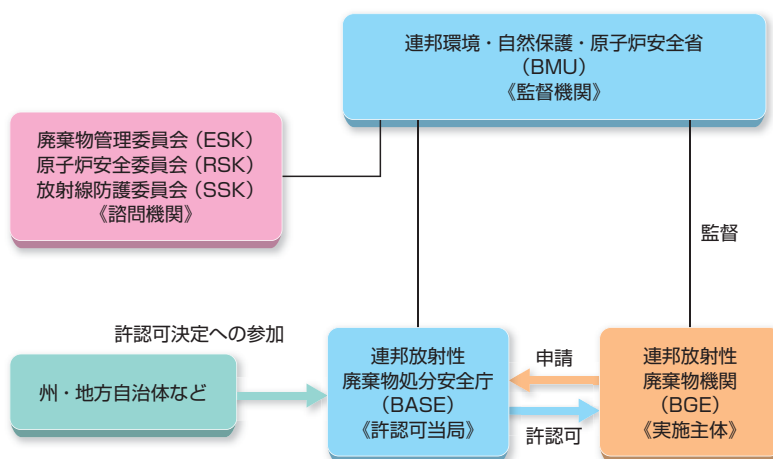 連邦環境・自然保護・原子炉安全省
(BMU)
《監督機関》
廃棄物管理委員会(ESK)
原子炉安全委員会(RSK)
放射線防護委員会(SSK)
《諮問機関》
監督
許認可決定への参加
州・地方自治体など
連邦放射性
廃棄物処分安全庁
(BASE)
《許認可当局》
申請
許認可
連邦放射性
廃棄物機関
(BGE)
《実施主体》